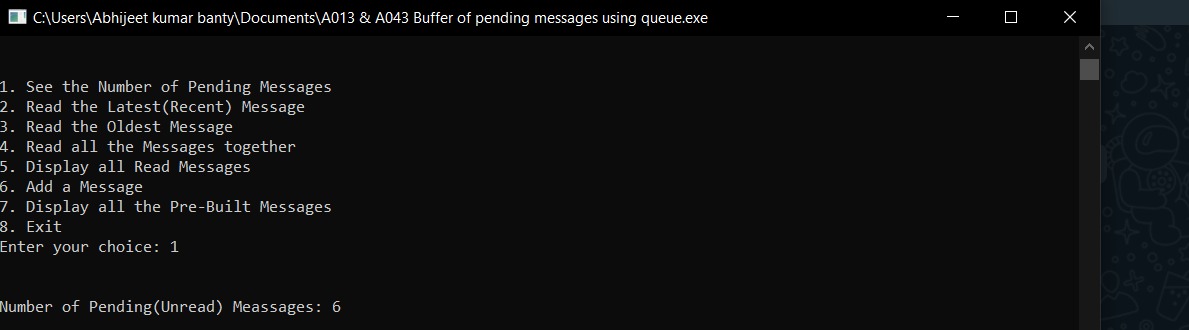 C:\Users\Abhijeet kumar banty\Documents\A013 & A043 Buffer of pending messages using queue.exe
1. See the Number of Pending Messages
2. Read the Latest(Recent) Message
3. Read the Oldest Message
4. Read all the Messages together
5. Display all Read Messages
6. Add a Message
7. Display all the Pre-Built Messages
8. Exit
Enter your choice: 1
Number of Pending(Unread) Meassages: 6